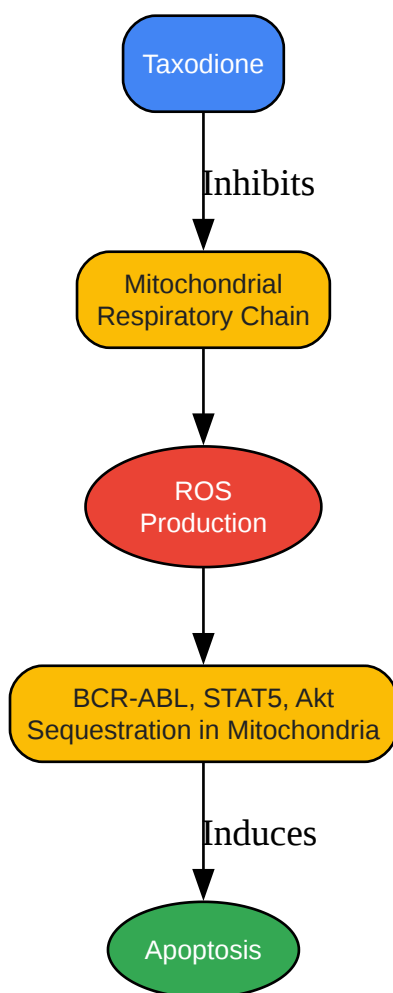 Taxodione
Inhibits
Mitochondrial
Respiratory Chain
ROS
Production
BCR-ABL, STAT5, Akt
Sequestration in Mitochondria
Induces
Apoptosis